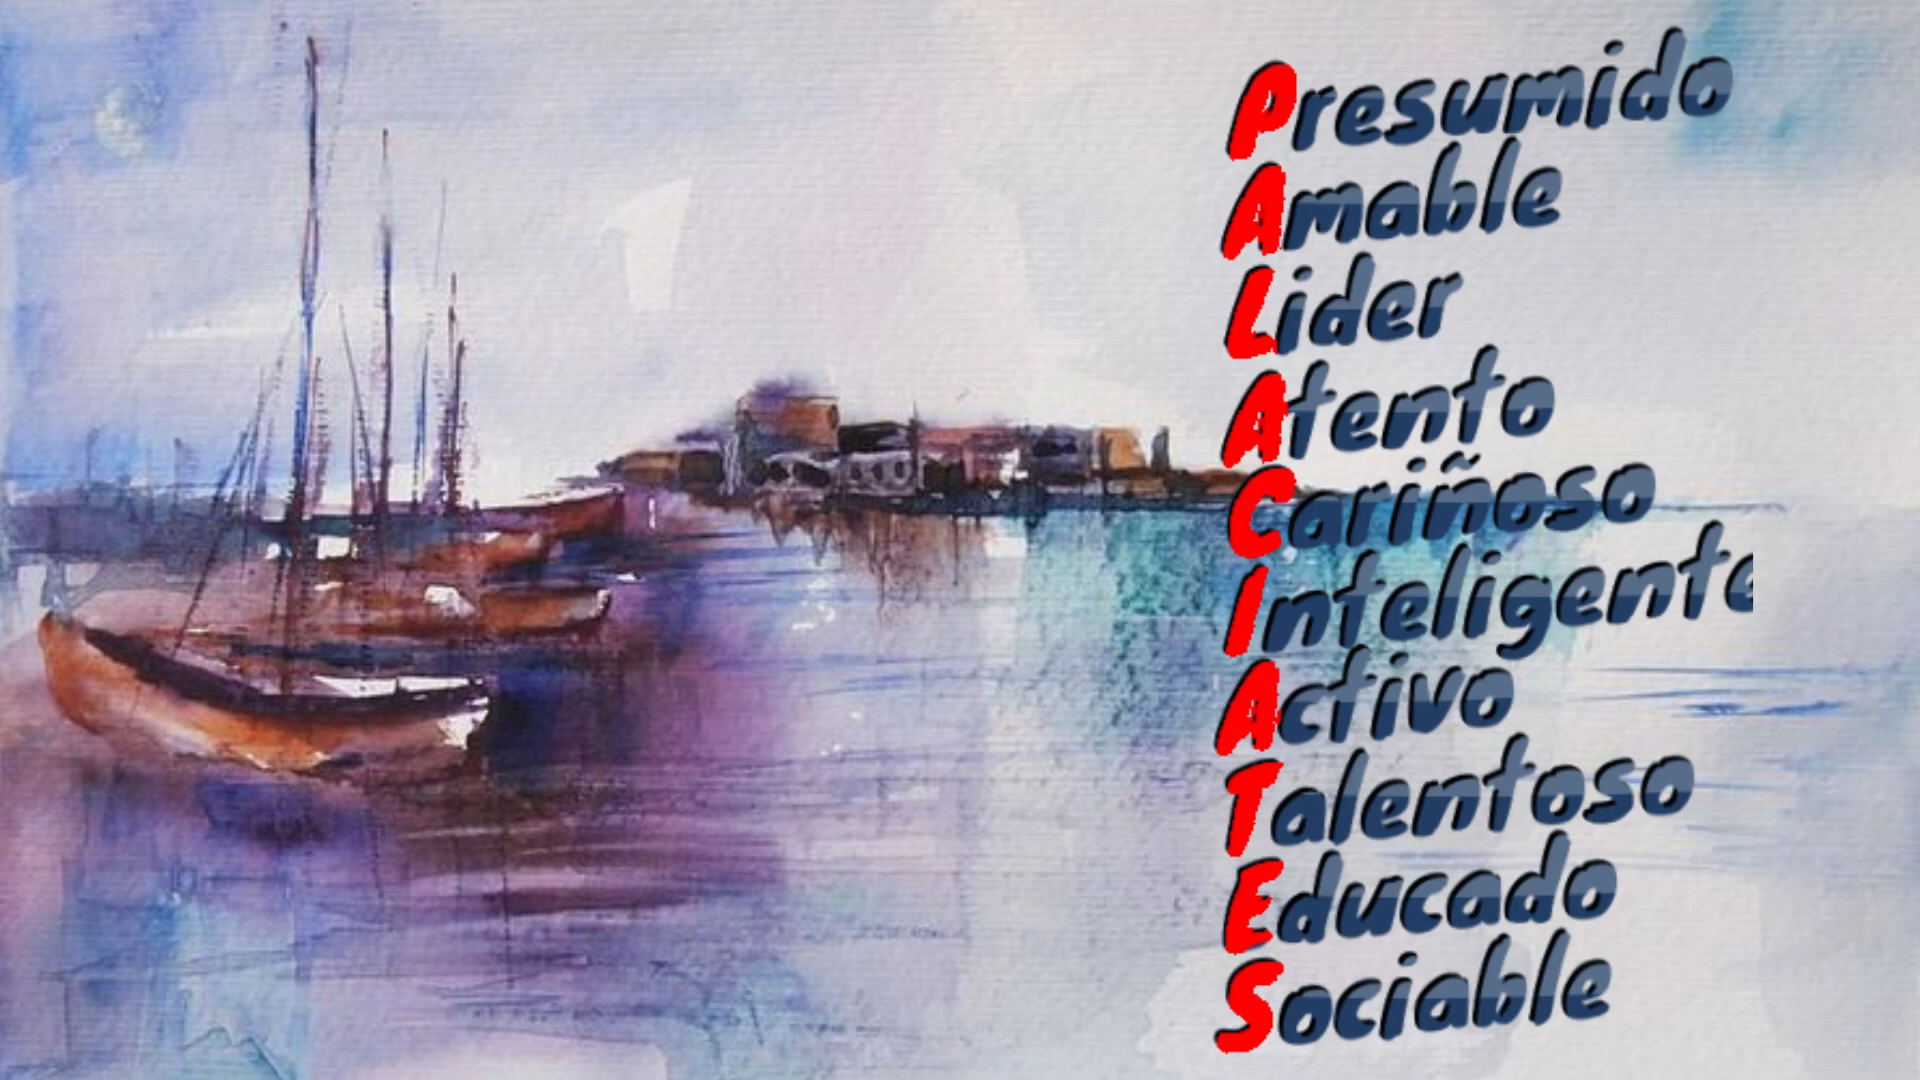 Presumido
Amable
Lider
Atento
Cariñoso
Inteligente
Activo
Talentoso
Educado
Sociable